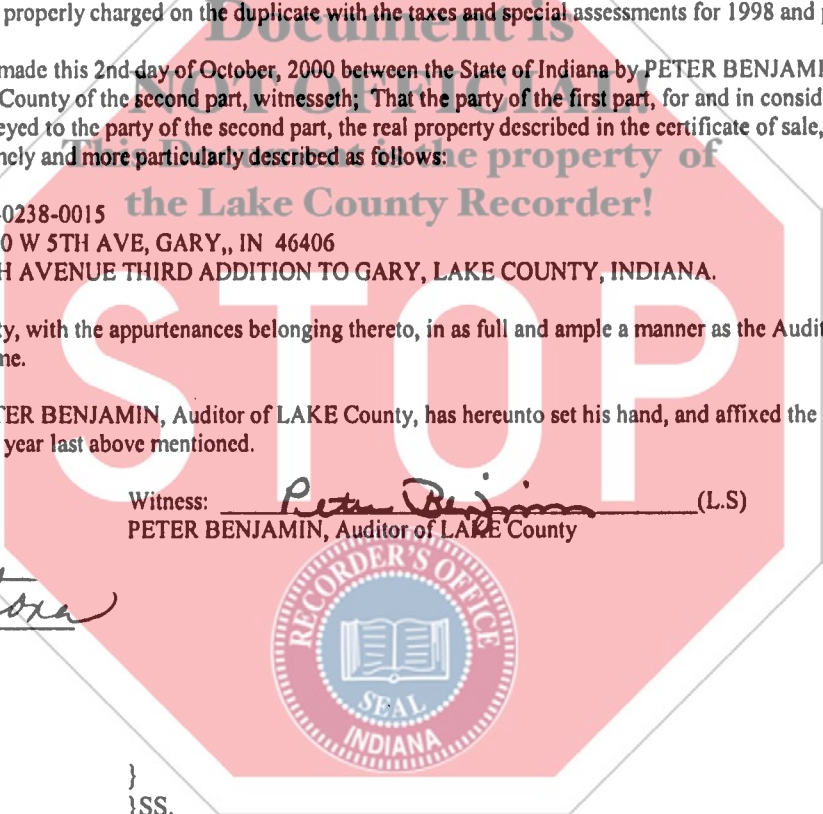 properly charged on the duplicate with the taxes and special assessments for 1998 and
Document is
made this 2nd day of October, 2000 between the State of Indiana by PETER BENJAMI
NOT OFFICIAL!
County of the second part, witnesseth; That the party of the first part, for and in consid
eyed to the party of the second part, the real property described in the certificate of sale,
nely and more particularly described as follows:
This Document is the property of
the Lake County Recorder!
-0238-0015
0 W 5TH AVE, GARY,, IN 46406
H AVENUE THIRD ADDITION TO GARY, LAKE COUNTY, INDIANA.
STOP
ty, with the appurtenances belonging thereto, in as full and ample a manner as the Audit
ne.
TER BENJAMIN, Auditor of LAKE County, has hereunto set his hand, and affixed the
year last above mentioned.
Witness: Peter Benjamin (L.S)
PETER BENJAMIN, Auditor of LAKE County
RECORDER'S OFFICE
SEAL
INDIANA
}
}SS.